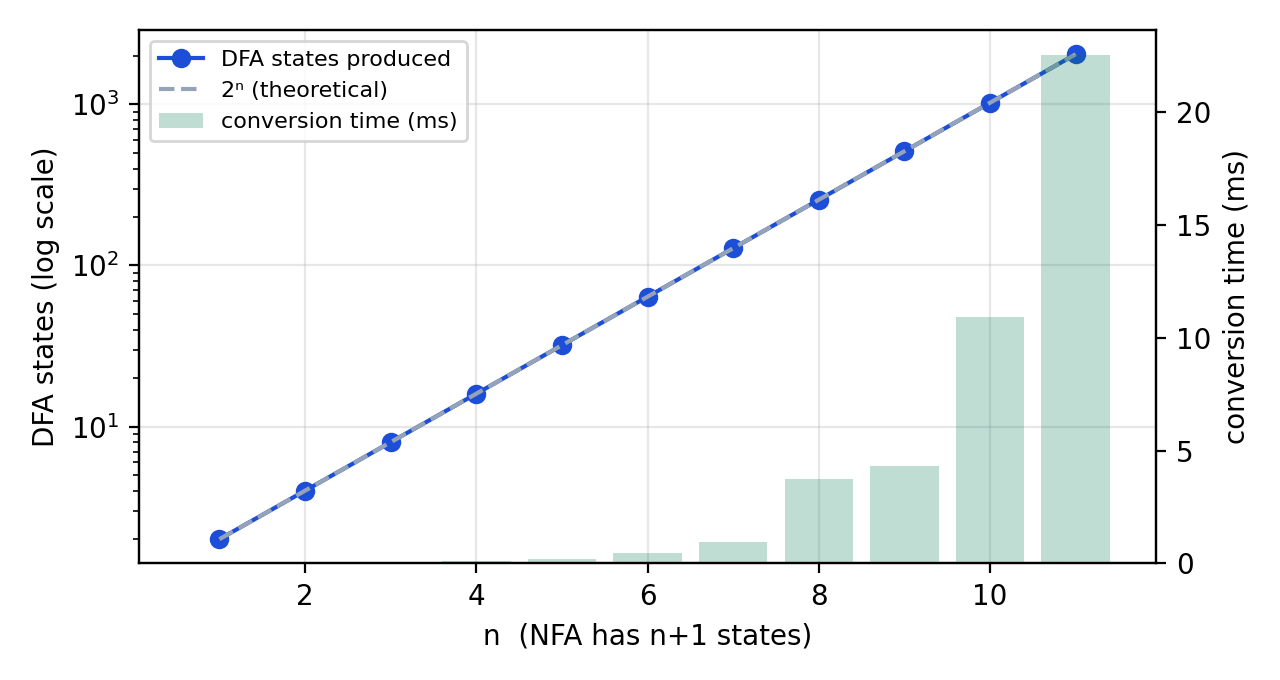 DFA states produced
2ⁿ (theoretical)
conversion time (ms)
DFA states (log scale)
10³
10²
10¹
20
15
10
5
0
conversion time (ms)
2 4 6 8 10
n (NFA has n+1 states)